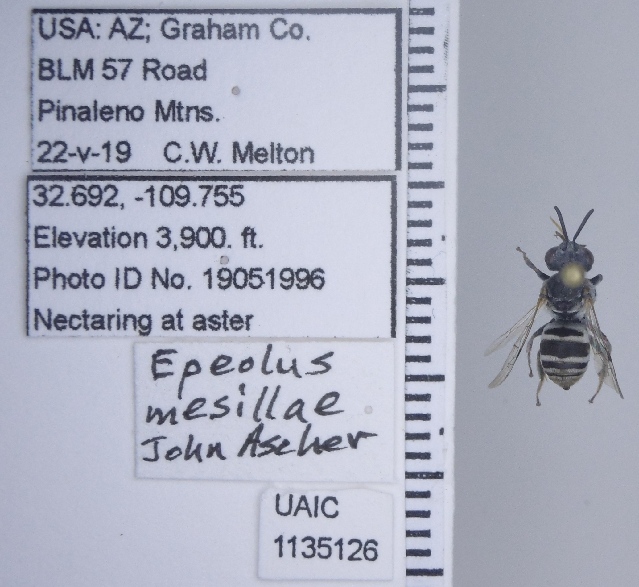 USA: AZ; Graham Co.
BLM 57 Road
Pinaleno Mtns.
22-v-19 C.W. Melton
32.692, -109.755
Elevation 3,900. ft.
Photo ID No. 19051996
Nectaring at aster
Epeolus
mesillae
John Ascher
UAIC
1135126